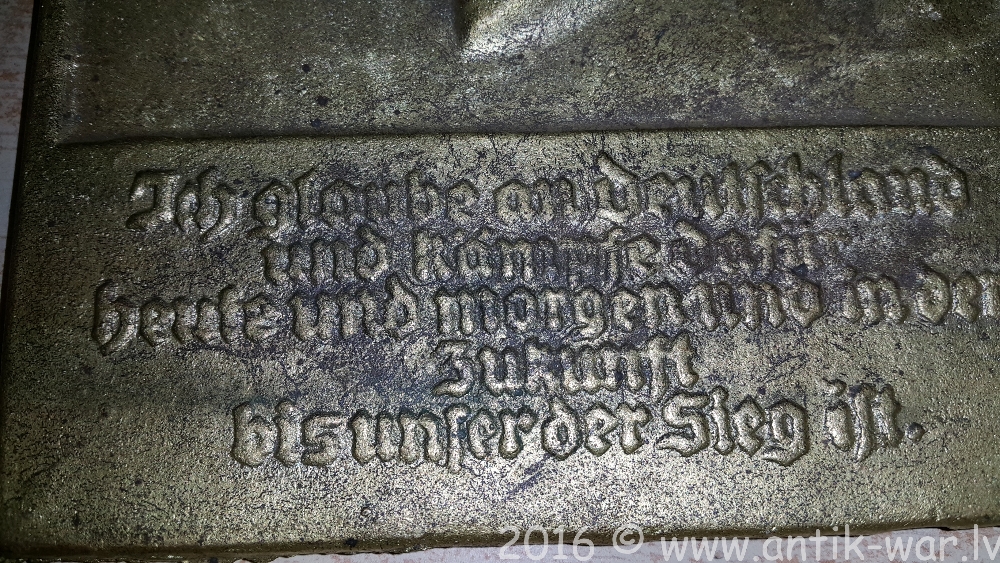 Ich glaube an Deutschland
und kämpfe dafür
heute und morgen und in der
Zukunft
bis unser der Sieg ist.
2016 © www.antik-war.lv